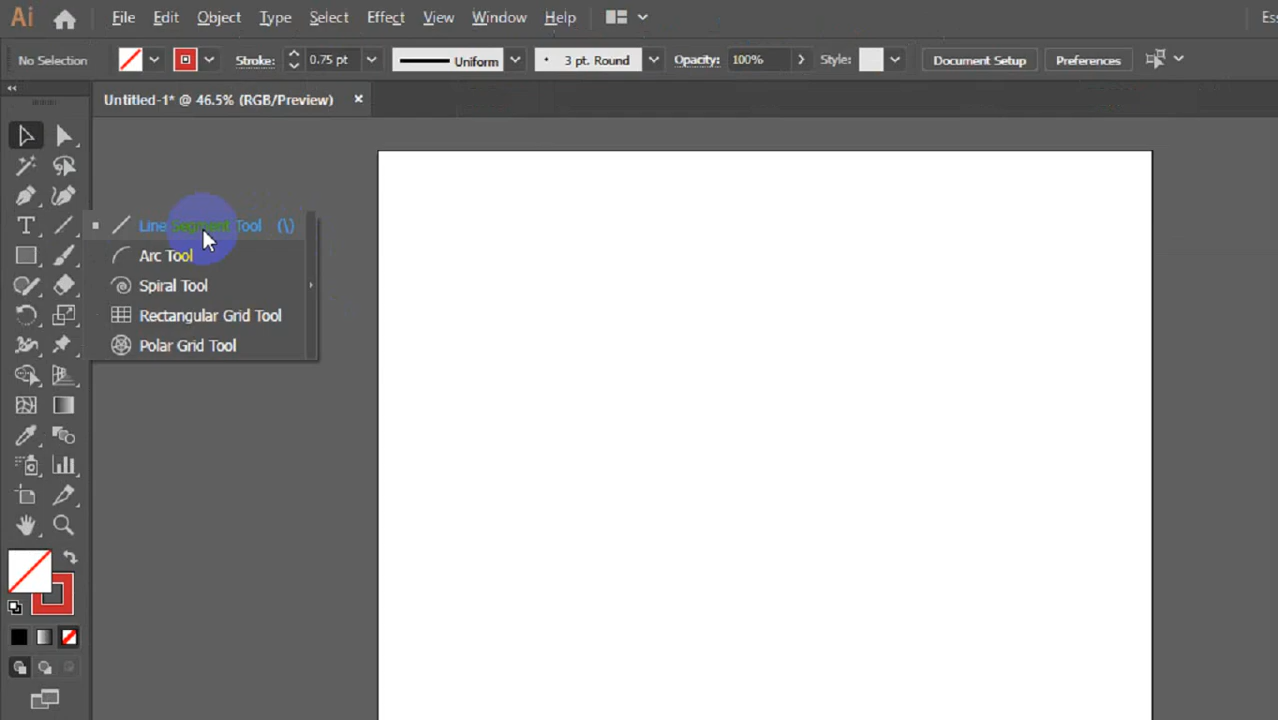 Ai File Edit Object Type Select Effect View Window Help Es
No Selection Stroke: 0.75 pt Uniform 3 pt. Round Opacity: 100% Style: Document Setup Preferences
Untitled-1* @ 46.5% (RGB/Preview) ×
T Line Segment Tool (\)
Arc Tool
Spiral Tool
Rectangular Grid Tool
Polar Grid Tool